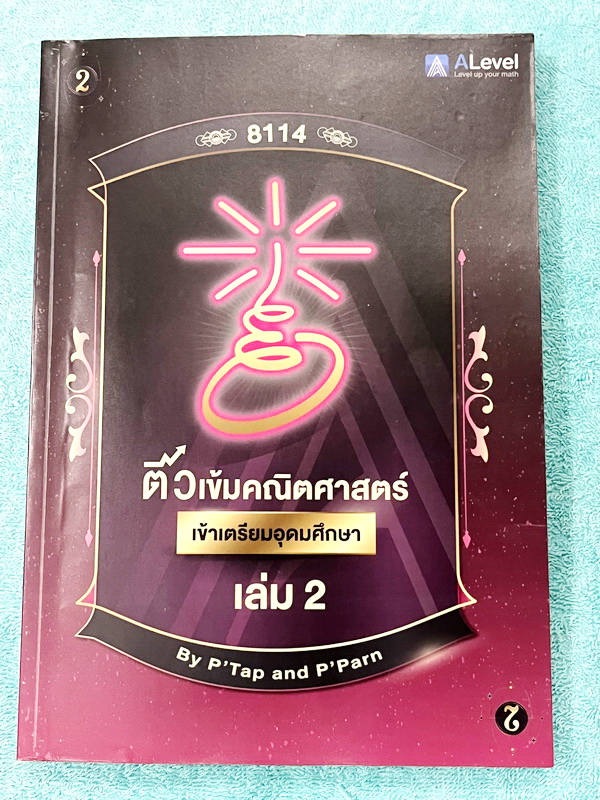 2
ALevel
Level up your math
8114
ติ๊วเข้มคณิตศาสตร์
เข้าเตรียมอุดมศึกษา
เล่ม 2
By P'Tap and P'Parn
2